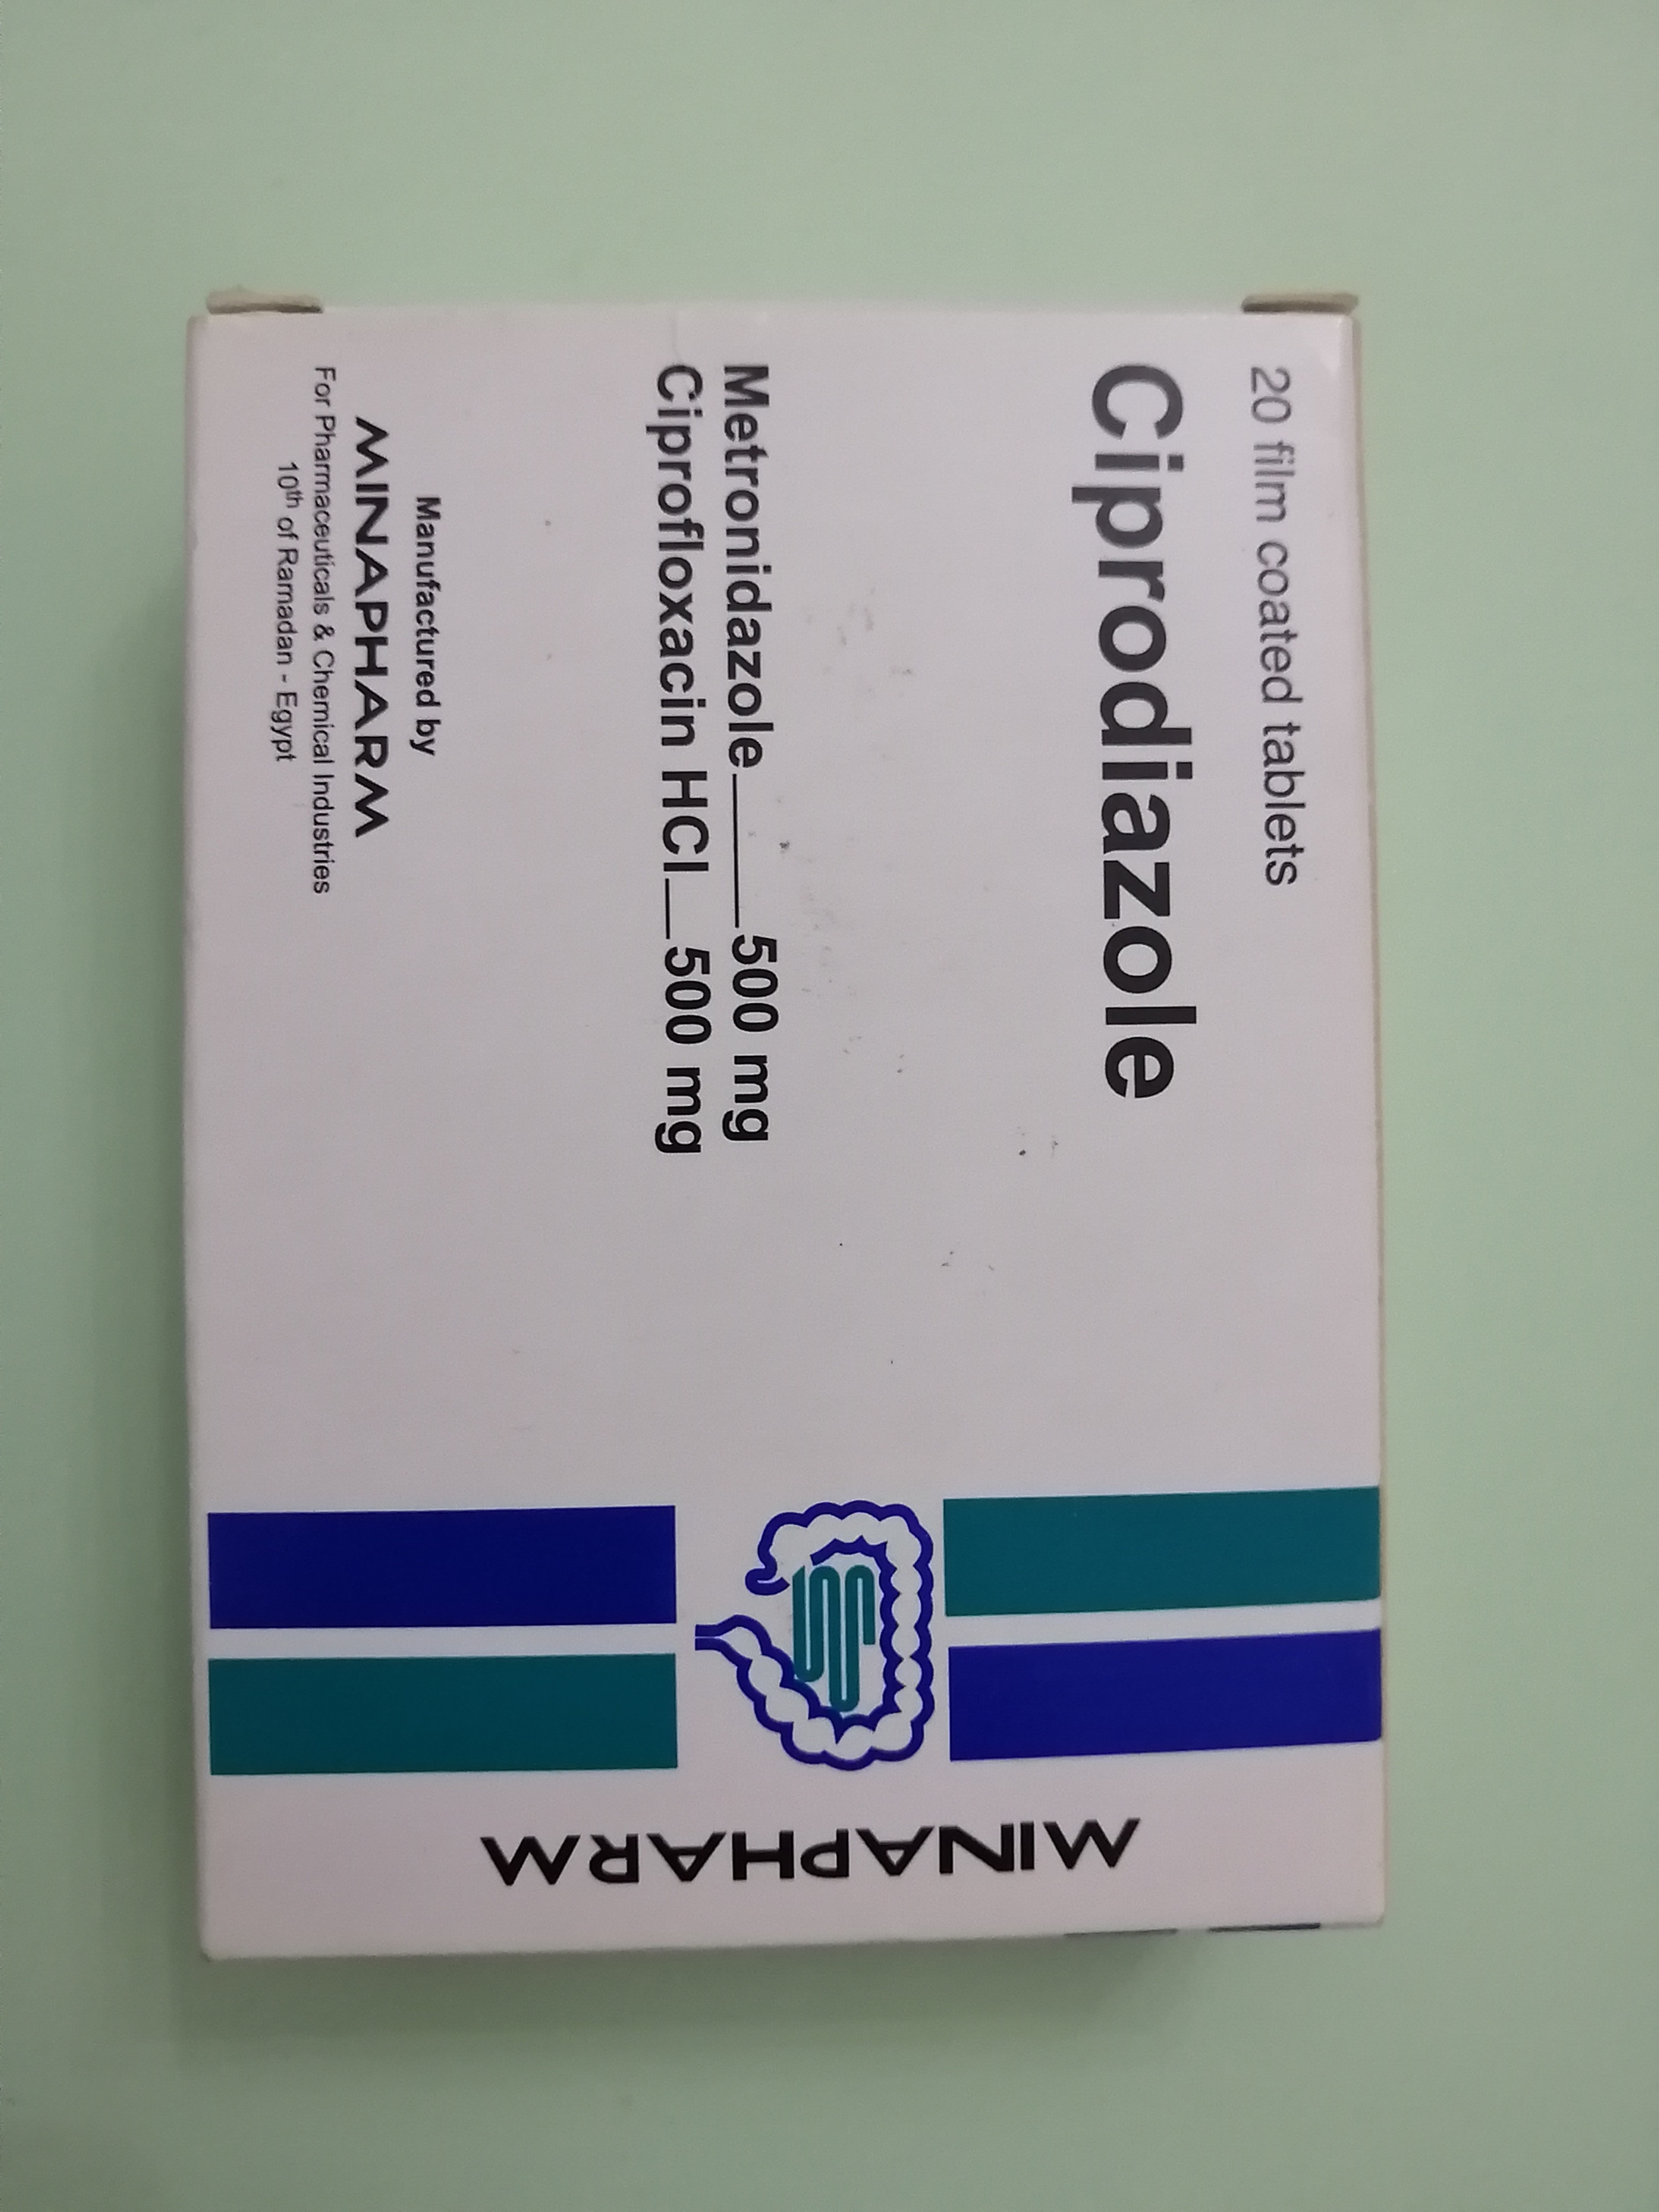 20 film coated tablets
Ciprodiazole
Metronidazole____500 mg
Ciprofloxacin HCl__500 mg
Manufactured by
MINAPHARM
For Pharmaceuticals & Chemical Industries
10th of Ramadan - Egypt
MINAPHARM